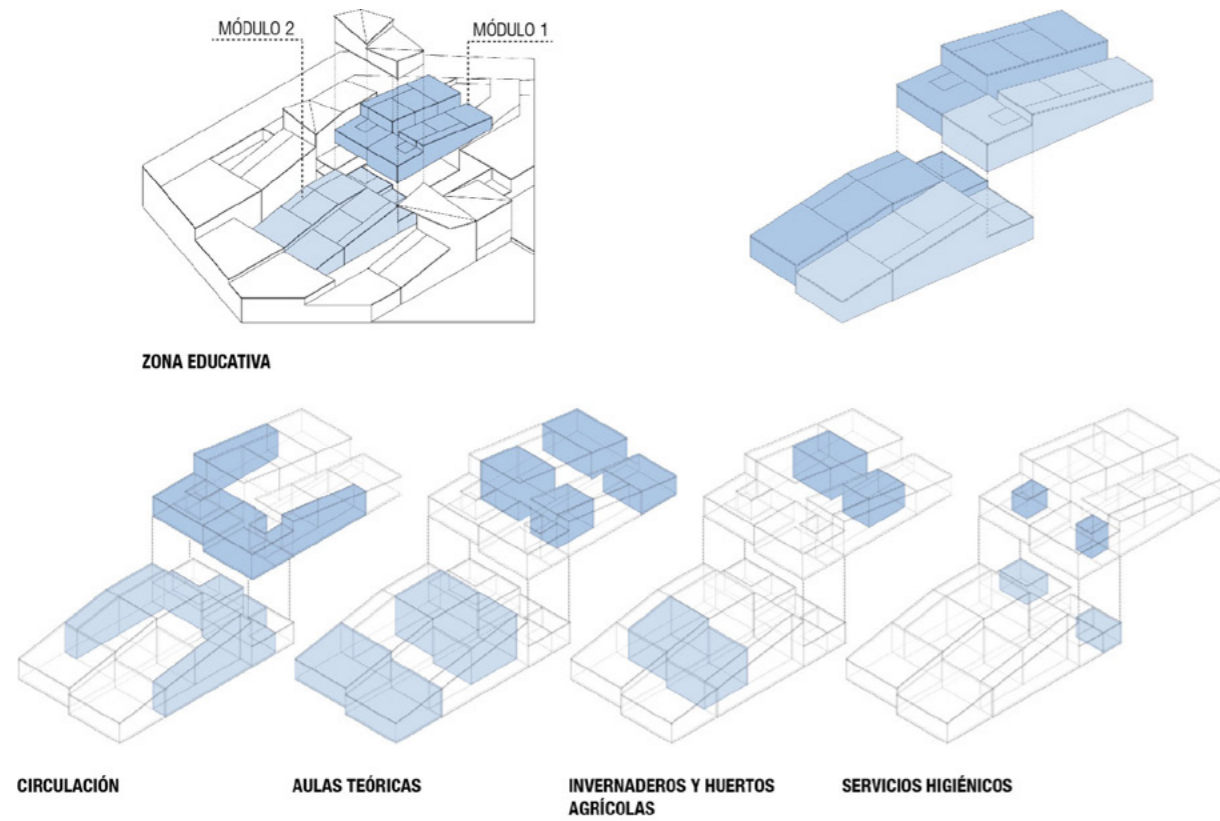 MÓDULO 2
MÓDULO 1
ZONA EDUCATIVA
CIRCULACIÓN
AULAS TEÓRICAS
INVERNADEROS Y HUERTOS
AGRÍCOLAS
SERVICIOS HIGIÉNICOS